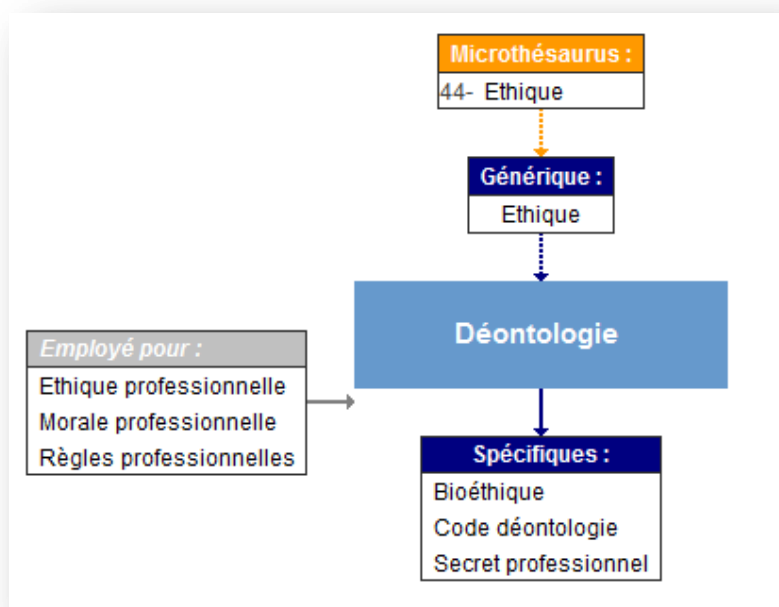 Microthésaurus :
44- Ethique
Générique :
Ethique
Déontologie
Employé pour :
Ethique professionnelle
Morale professionnelle
Règles professionnelles
Spécifiques :
Bioéthique
Code déontologie
Secret professionnel